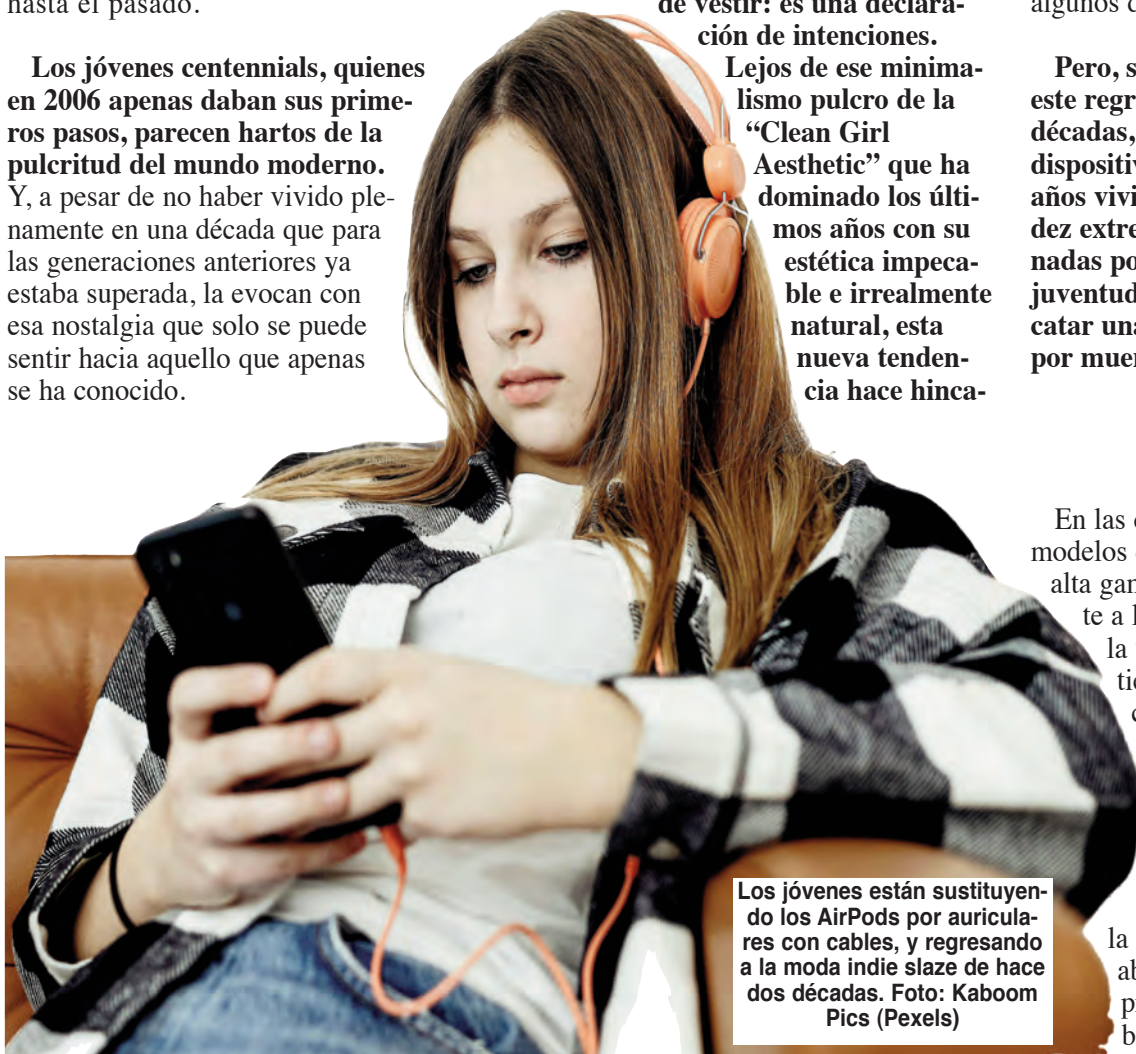 hasta el pasado.
Los jóvenes centennials, quienes
en 2006 apenas daban sus prime-
ros pasos, parecen hartos de la
pulcritud del mundo moderno.
Y, a pesar de no haber vivido ple-
namente en una década que para
las generaciones anteriores ya
estaba superada, la evocan con
esa nostalgia que solo se puede
sentir hacia aquello que apenas
se ha conocido.
de vestir: es una declara-
ción de intenciones.
Lejos de ese minima-
lismo pulcro de la
“Clean Girl
Aesthetic” que ha
dominado los últi-
mos años con su
estética impeca-
ble e irrealmente
natural, esta
nueva tenden-
cia hace hinca-
algunos d
Pero, s
este regr
décadas,
dispositiv
años vivi
dez extre
nadas po
juventud
catar una
por muer
En las
modelos
alta gam
te a l
la
tie
la
ab
p
b
Los jóvenes están sustituyen-
do los AirPods por auricula-
res con cables, y regresando
a la moda indie slaze de hace
dos décadas. Foto: Kaboom
Pics (Pexels)